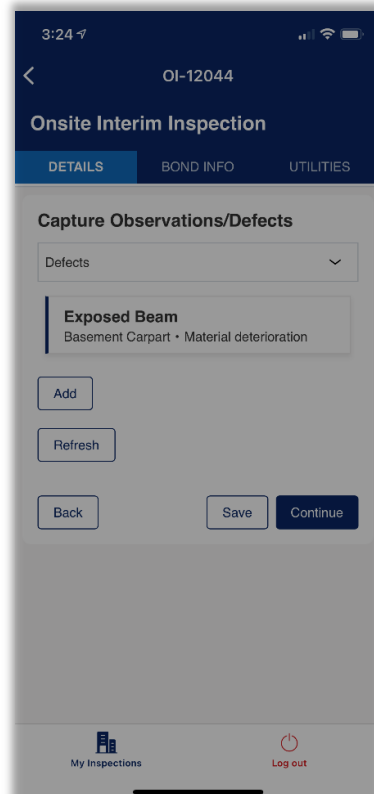 3:24
OI-12044
Onsite Interim Inspection
DETAILS BOND INFO UTILITIES
Capture Observations/Defects
Defects
Exposed Beam
Basement Carpart • Material deterioration
Add
Refresh
Back Save Continue
My Inspections Log out